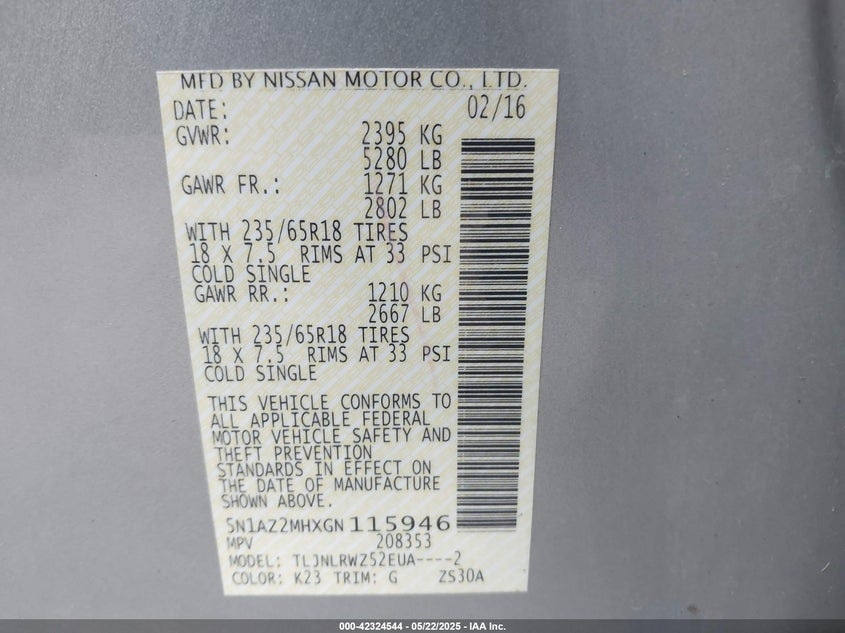 MFD BY NISSAN MOTOR CO., LTD.
DATE: 02/16
GVWR: 2395 KG
5280 LB
GAWR FR.: 1271 KG
2802 LB
WITH 235/65R18 TIRES
18 X 7.5 RIMS AT 33 PSI
COLD SINGLE
GAWR RR.: 1210 KG
2667 LB
WITH 235/65R18 TIRES
18 X 7.5 RIMS AT 33 PSI
COLD SINGLE
THIS VEHICLE CONFORMS TO
ALL APPLICABLE FEDERAL
MOTOR VEHICLE SAFETY AND
THEFT PREVENTION
STANDARDS IN EFFECT ON
THE DATE OF MANUFACTURE
SHOWN ABOVE.
5N1AZ2MHXGN115946
MPV 208353
MODEL: TLJNLRWZ52EUA----2
COLOR: K23 TRIM: G ZS30A
000-42324544 - 05/22/2025 - IAA Inc.